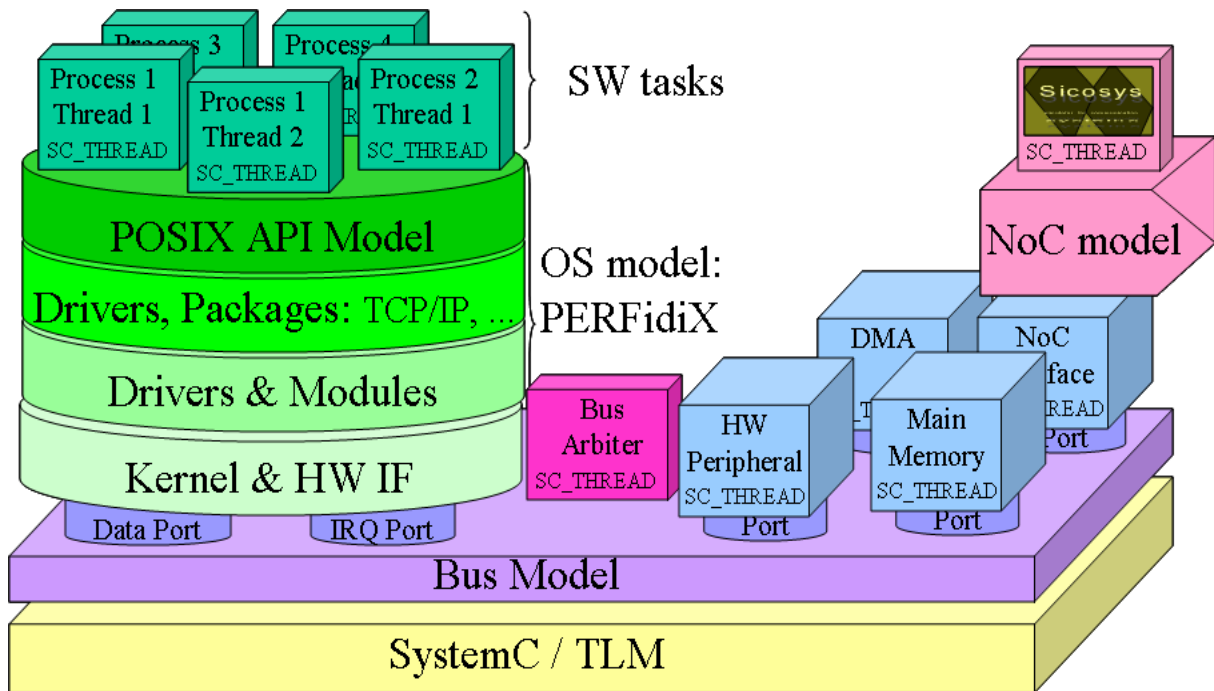 Process 3
Process 4
Process 1
Thread 1
SC_THREAD
Process 1
Thread 2
SC_THREAD
Process 2
Thread 1
SC_THREAD
SW tasks
POSIX API Model
Drivers, Packages: TCP/IP, ...
Drivers & Modules
Kernel & HW IF
OS model:
PERFidiX
Data Port
IRQ Port
Bus
Arbiter
SC_THREAD
HW
Peripheral
SC_THREAD
Port
DMA
Main
Memory
SC_THREAD
Port
NoC
Port
Sicosys
SC_THREAD
NoC model
Bus Model
SystemC / TLM